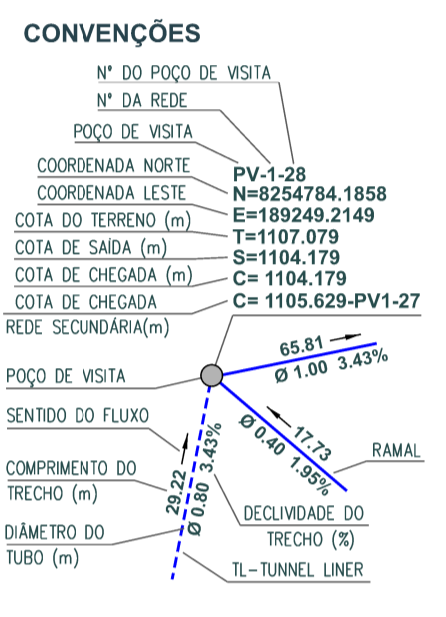 CONVENÇÕES
N° DO POÇO DE VISITA
N° DA REDE
POÇO DE VISITA
COORDENADA NORTE
COORDENADA LESTE
COTA DO TERRENO (m)
COTA DE SAÍDA (m)
COTA DE CHEGADA (m)
COTA DE CHEGADA
REDE SECUNDÁRIA(m)
PV-1-28
N=8254784.1858
E=189249.2149
T=1107.079
S=1104.179
C= 1104.179
C= 1105.629-PV1-27
65.81
Ø 1.00 3.43%
POÇO DE VISITA
SENTIDO DO FLUXO
17.73
Ø 0.40 1.95%
RAMAL
29.22
Ø 0.80 3.43%
COMPRIMENTO DO
TRECHO (m)
DECLIVIDADE DO
TRECHO (%)
DIÂMETRO DO
TUBO (m)
TL-TUNNEL LINER